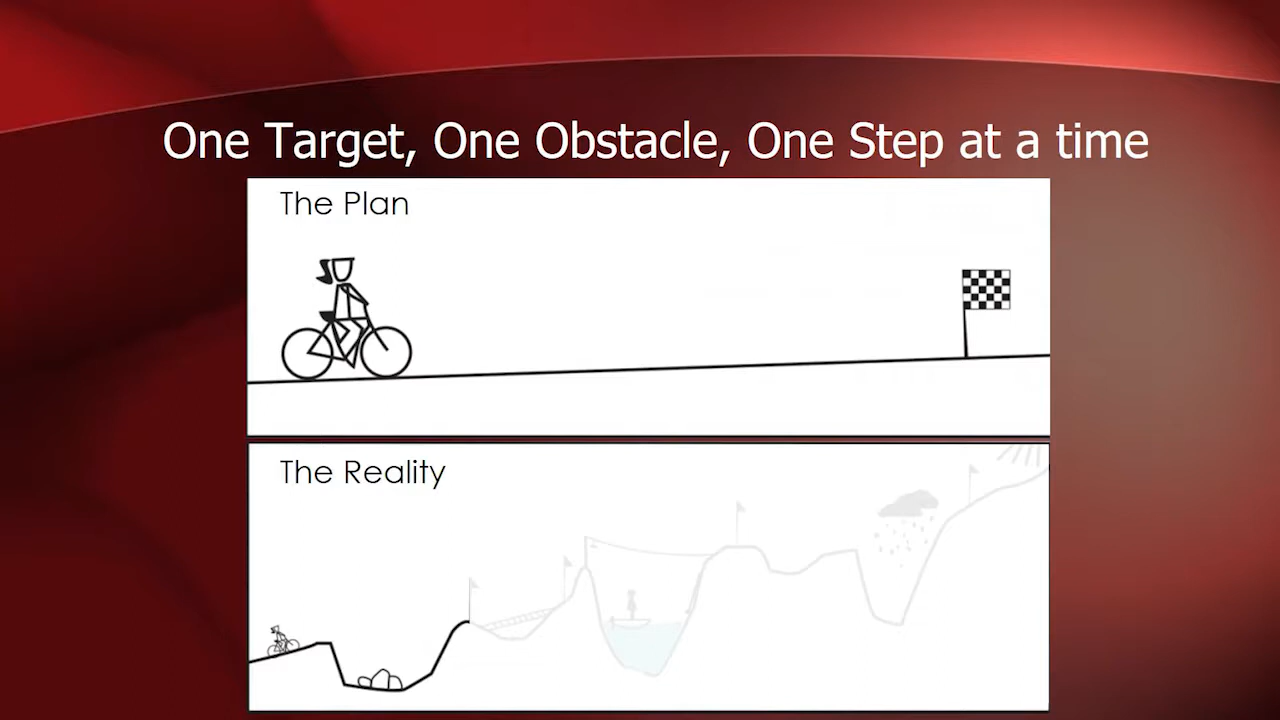 One Target, One Obstacle, One Step at a time
The Plan
The Reality